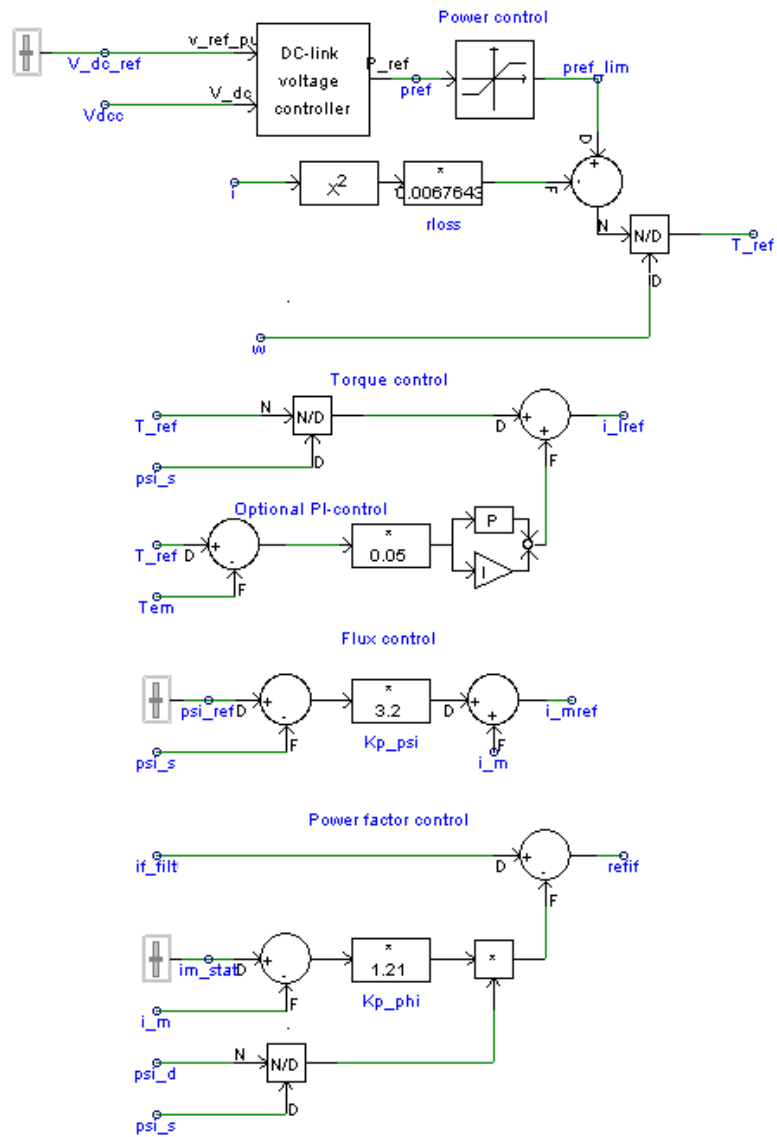 Power control
v_ref_pu
V_dc_ref
DC-link
voltage
controller
P_ref
pref
pref_lim
V_dc
Vdcc
D
+
i
X2
*
0.0067643
F
-
rloss
N
N/D
T_ref
D
w
Torque control
T_ref
N
N/D
D
+
+
i_lref
psi_s
D
F
Optional PI-control
T_ref
D
+
-
*
0.05
P
I
Tem
F
Flux control
psi_ref
D
+
-
*
3.2
D
+
+
i_mref
psi_s
F
Kp_psi
F
i_m
Power factor control
if_filt
D
+
-
refif
F
im_stat
D
+
-
*
1.21
*
i_m
F
Kp_phi
psi_d
N
N/D
psi_s
D